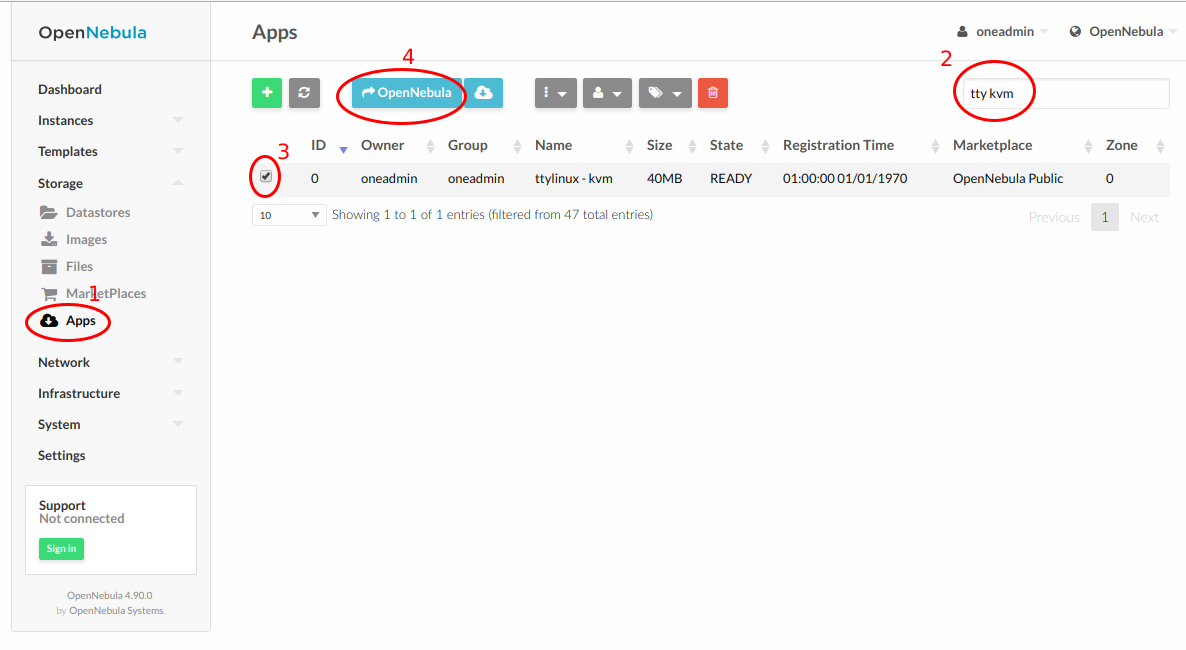 OpenNebula
Apps
oneadmin
OpenNebula
4
2
OpenNebula
tty kvm
Dashboard
Instances
Templates
Storage
Datastores
Images
Files
MarketPlaces
1
Apps
Network
Infrastructure
System
Settings
3
ID Owner Group Name Size State Registration Time Marketplace Zone
0 oneadmin oneadmin ttylinux - kvm 40MB READY 01:00:00 01/01/1970 OpenNebula Public 0
10 Showing 1 to 1 of 1 entries (filtered from 47 total entries)
Previous 1 Next
Support
Not connected
Sign in
OpenNebula 4.90.0
by OpenNebula Systems.